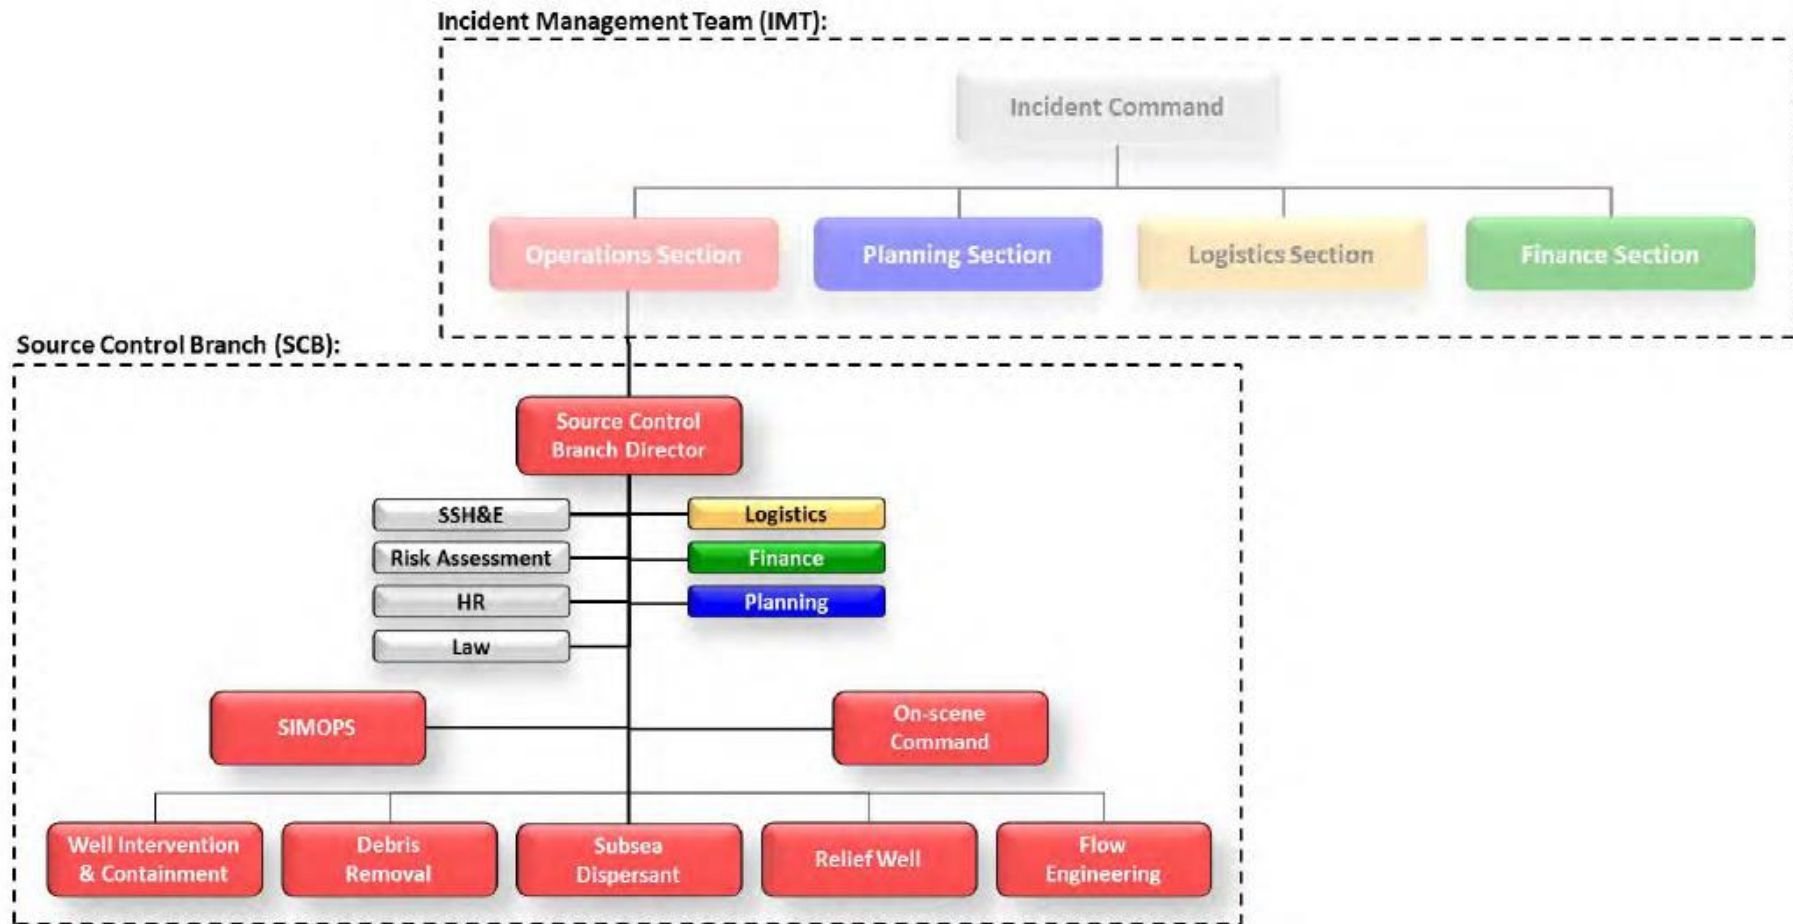 Incident Management Team (IMT):
Incident Command
Operations Section
Planning Section
Logistics Section
Finance Section
Source Control Branch (SCB):
Source Control
Branch Director
SSH&E
Logistics
Risk Assessment
Finance
HR
Planning
Law
SIMOPS
On-scene
Command
Well Intervention
& Containment
Debris
Removal
Subsea
Dispersant
Relief Well
Flow
Engineering